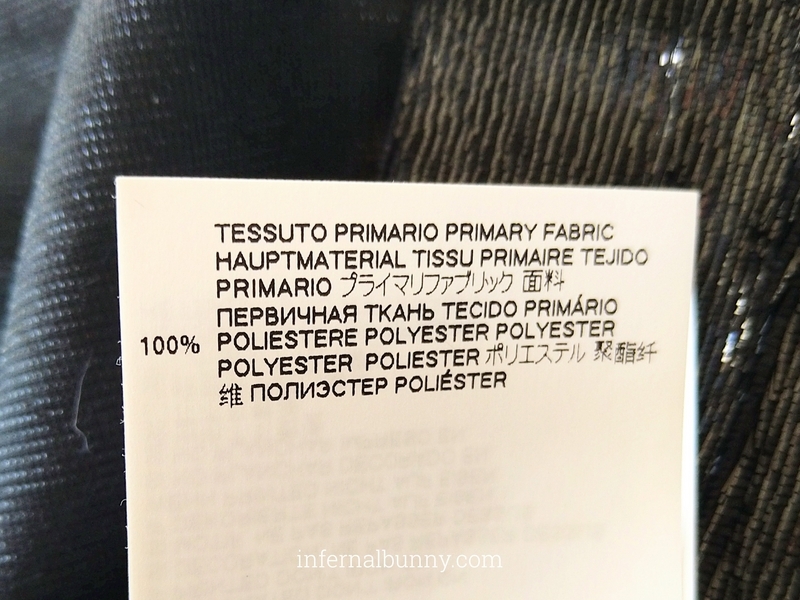 TESSUTO PRIMARIO PRIMARY FABRIC
HAUPTMATERIAL TISSU PRIMAIRE TEJIDO
PRIMARIO プライマリファブリック 面料
ПЕРВИЧНАЯ ТКАНЬ TECIDO PRIMÁRIO
100% POLIESTERE POLYESTER POLYESTER
POLYESTER POLIESTER ポリエステル 聚酯纤
维 ПОЛИЭСТЕР POLIÉSTER
infernalbunny.com